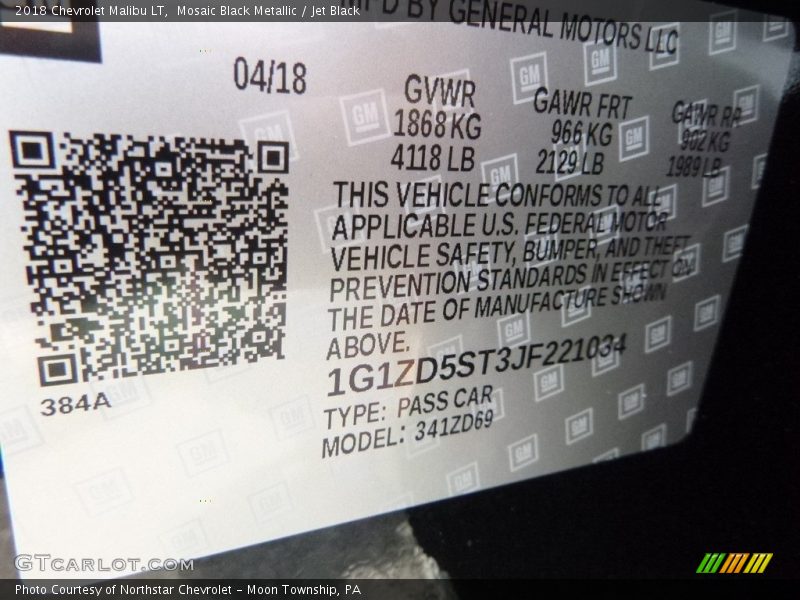 2018 Chevrolet Malibu LT, Mosaic Black Metallic / Jet Black
BY GENERAL MOTORS LLC
04/18
GVWR GAWR FRT GAWR RR
1868 KG 966 KG 902 KG
4118 LB 2129 LB 1989 LB
THIS VEHICLE CONFORMS TO ALL
APPLICABLE U.S. FEDERAL MOTOR
VEHICLE SAFETY, BUMPER, AND THEFT
PREVENTION STANDARDS IN EFFECT ON
THE DATE OF MANUFACTURE SHOWN
ABOVE.
1G1ZD5ST3JF221034
384A
TYPE: PASS CAR
MODEL: 341ZD69
GTCARLOT.COM
Photo Courtesy of Northstar Chevrolet – Moon Township, PA